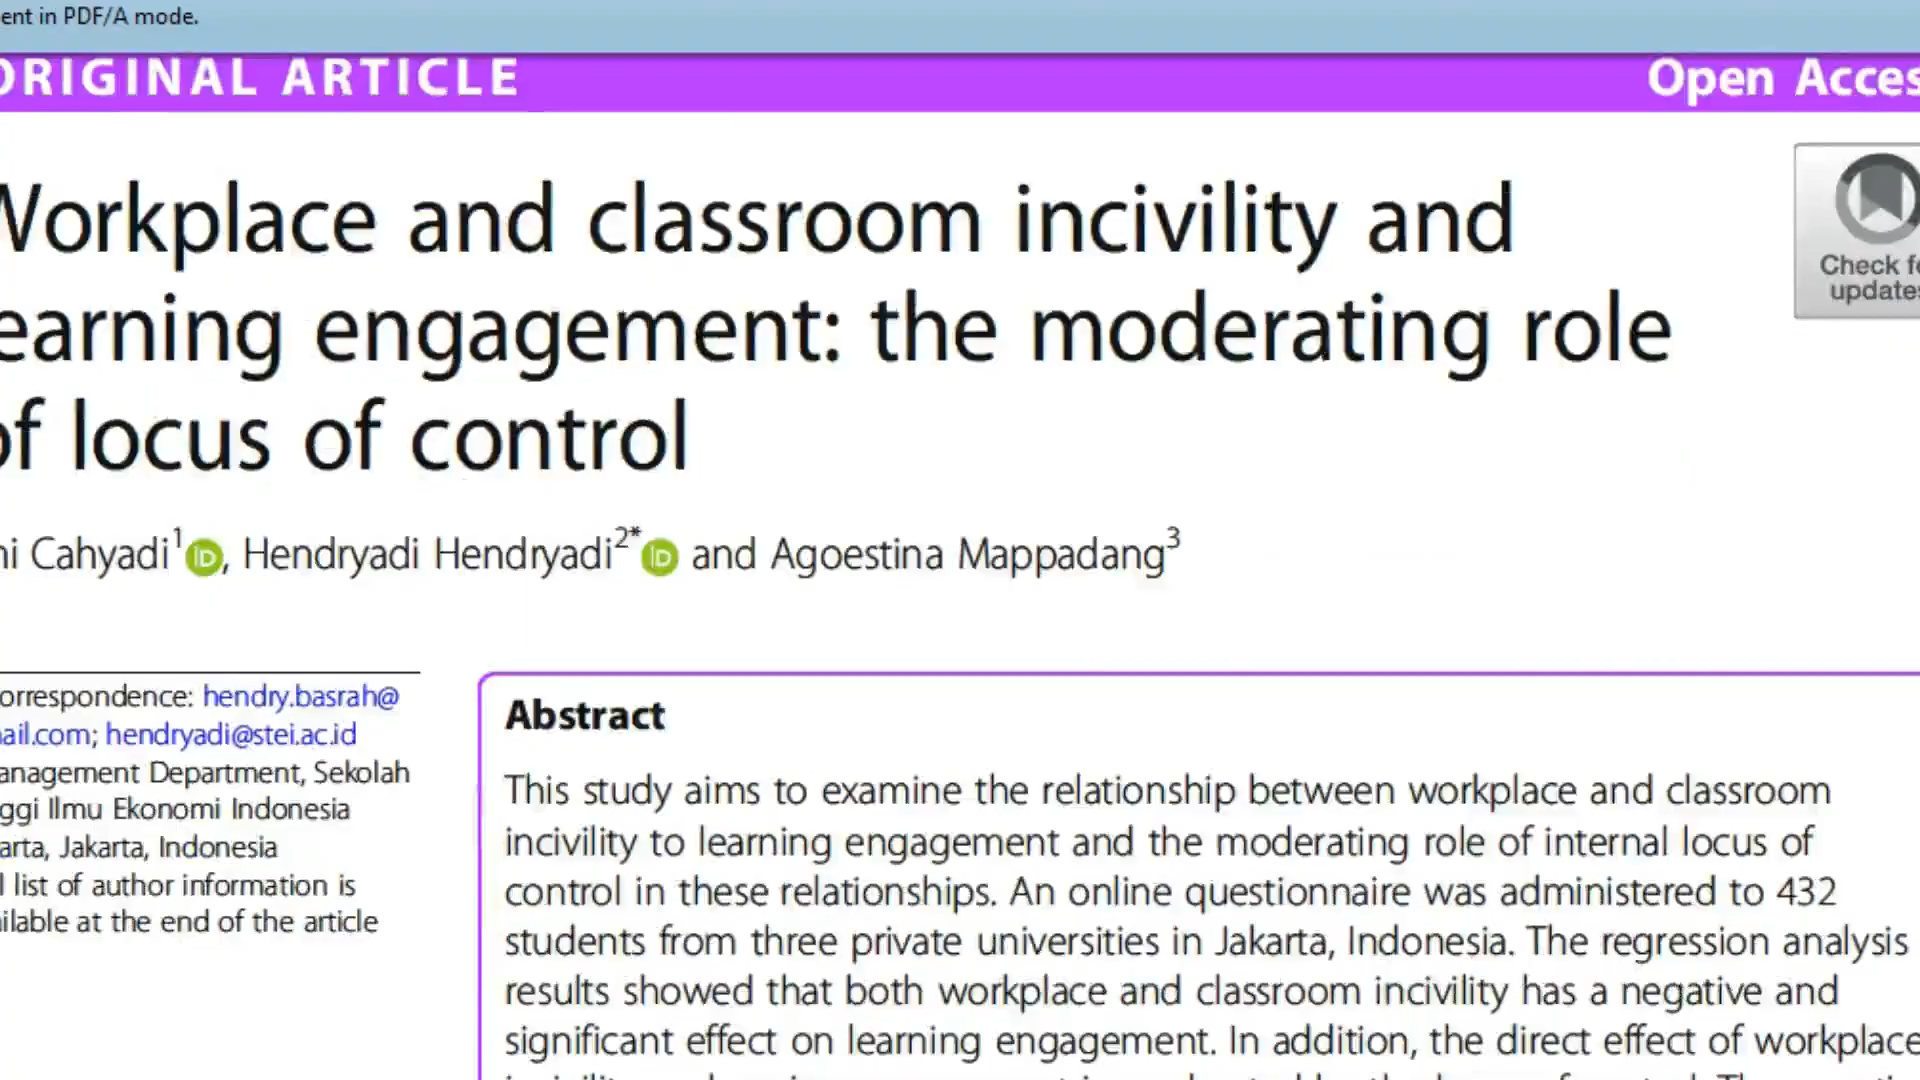 ent in PDF/A mode.
ORIGINAL ARTICLE
Open Acces
Check fo
updates
Workplace and classroom incivility and
earning engagement: the moderating role
of locus of control
ni Cahyadi1 iD, Hendryadi Hendryadi2* iD and Agoestina Mappadang3
orrespondence: hendry.basrah@
ail.com; hendryadi@stei.ac.id
anagement Department, Sekolah
ggi Ilmu Ekonomi Indonesia
arta, Jakarta, Indonesia
l list of author information is
ilable at the end of the article
Abstract
This study aims to examine the relationship between workplace and classroom
incivility to learning engagement and the moderating role of internal locus of
control in these relationships. An online questionnaire was administered to 432
students from three private universities in Jakarta, Indonesia. The regression analysis
results showed that both workplace and classroom incivility has a negative and
significant effect on learning engagement. In addition, the direct effect of workplace